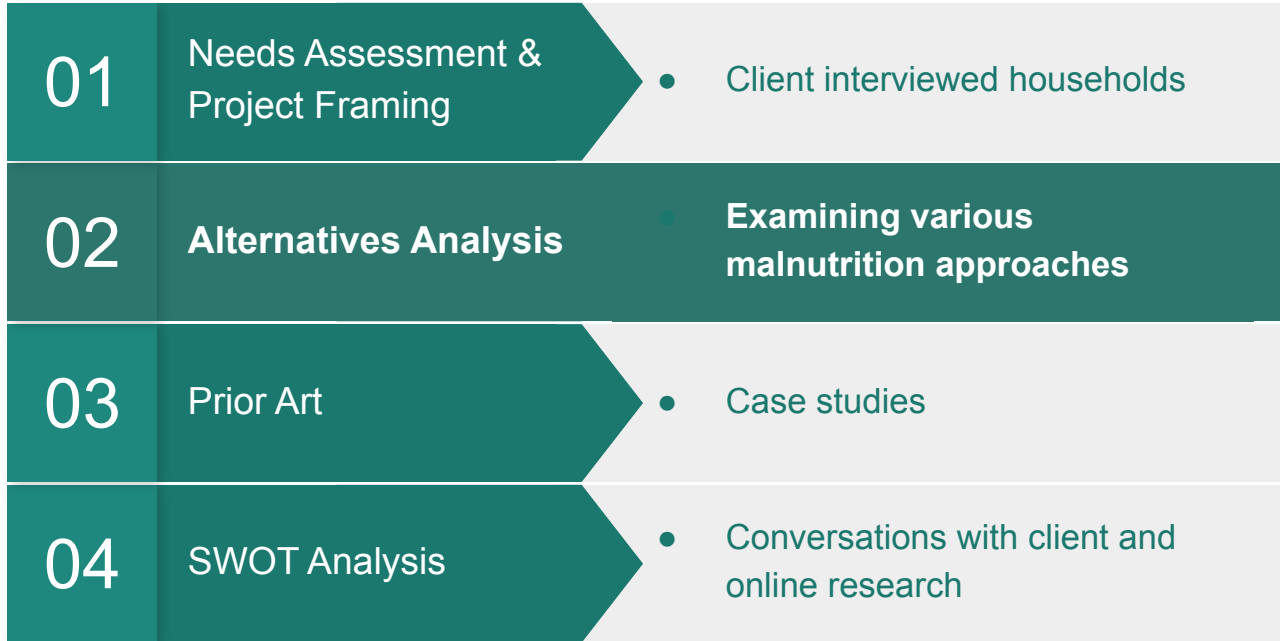 01
Needs Assessment &
Project Framing
● Client interviewed households
02
Alternatives Analysis
● Examining various
malnutrition approaches
03
Prior Art
● Case studies
04
SWOT Analysis
● Conversations with client and
online research